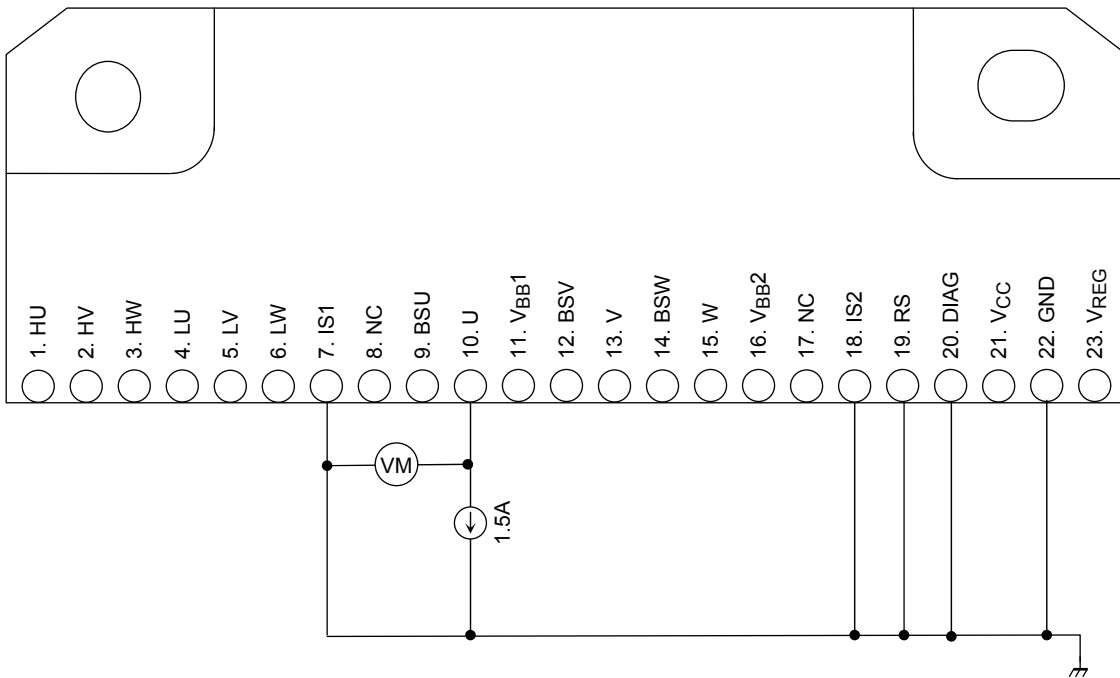 1. HU
2. HV
3. HW
4. LU
5. LV
6. LW
7. IS1
8. NC
9. BSU
10. U
11. VBB1
12. BSV
13. V
14. BSW
15. W
16. VBB2
17. NC
18. IS2
19. RS
20. DIAG
21. VCC
22. GND
23. VREG
VM
1.5A